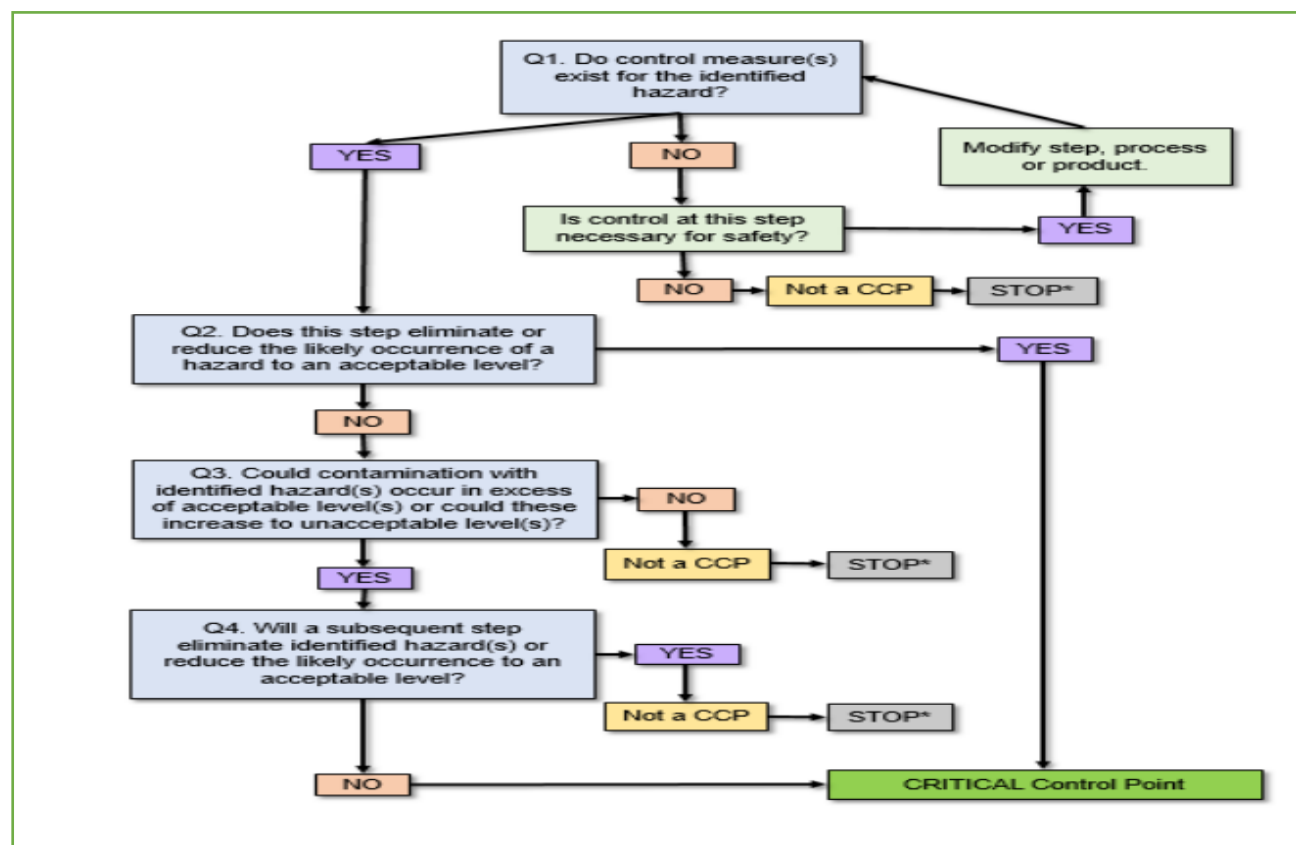 Q1. Do control measure(s)
exist for the identified
hazard?
YES
NO
Modify step, process
or product.
Is control at this step
necessary for safety?
YES
NO
Not a CCP
STOP*
Q2. Does this step eliminate or
reduce the likely occurrence of a
hazard to an acceptable level?
YES
NO
Q3. Could contamination with
identified hazard(s) occur in excess
of acceptable level(s) or could these
increase to unacceptable level(s)?
NO
Not a CCP
STOP*
YES
Q4. Will a subsequent step
eliminate identified hazard(s) or
reduce the likely occurrence to an
acceptable level?
YES
Not a CCP
STOP*
NO
CRITICAL Control Point